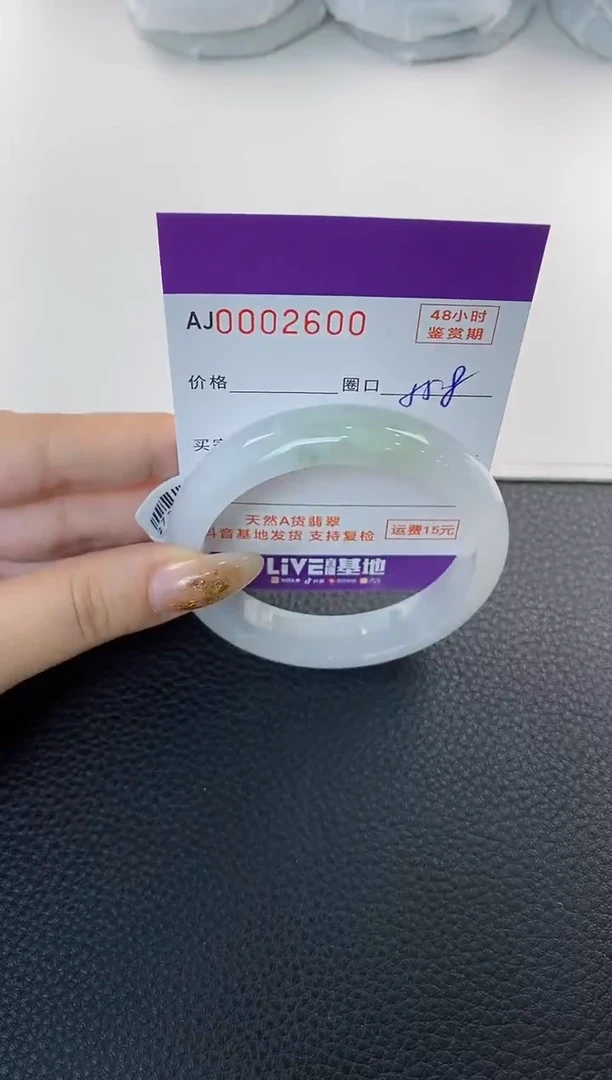 AJ0002600
48小时
鉴赏期
价格
圈口
买
天然A货翡翠
抖音基地发货 支持复检
运费15元
LiVE
基地